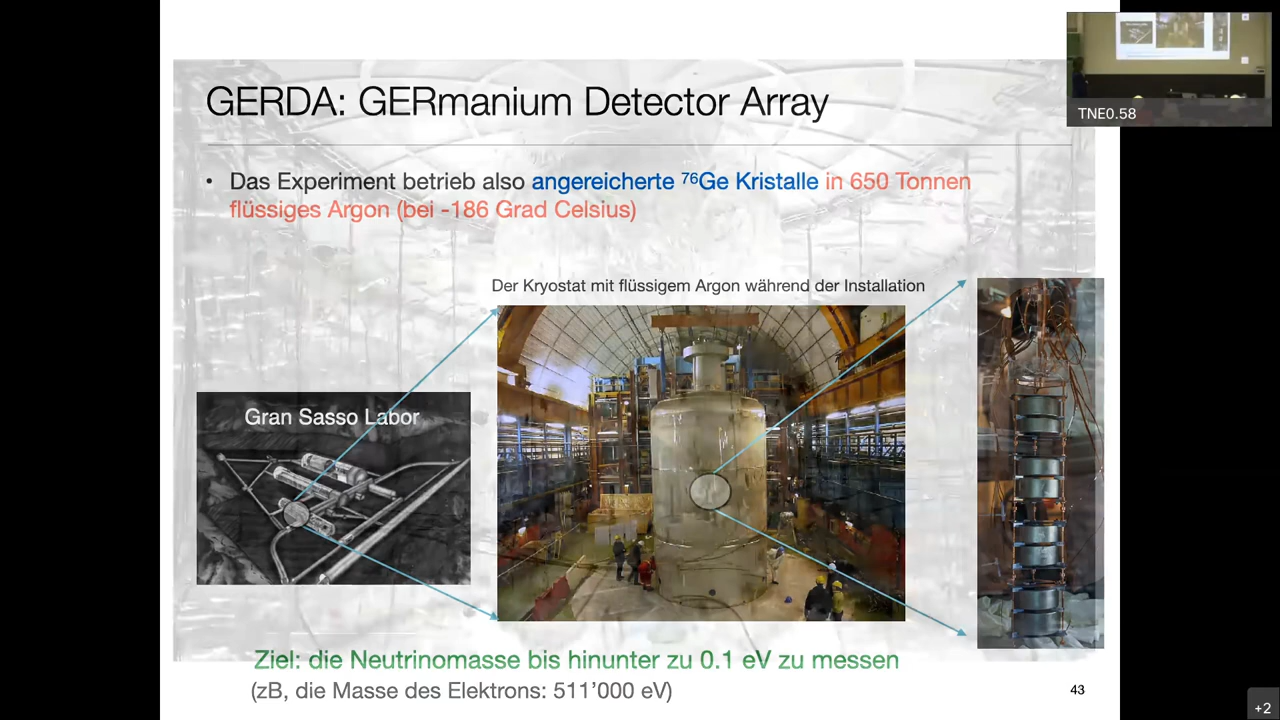 GERDA: GERmanium Detector Array
TNE0.58
• Das Experiment betrieb also angereicherte ⁷⁶Ge Kristalle in 650 Tonnen
flüssiges Argon (bei -186 Grad Celsius)
Der Kryostat mit flüssigem Argon während der Installation
Gran Sasso Labor
Ziel: die Neutrinomasse bis hinunter zu 0.1 eV zu messen
(zB, die Masse des Elektrons: 511’000 eV)
43
+2